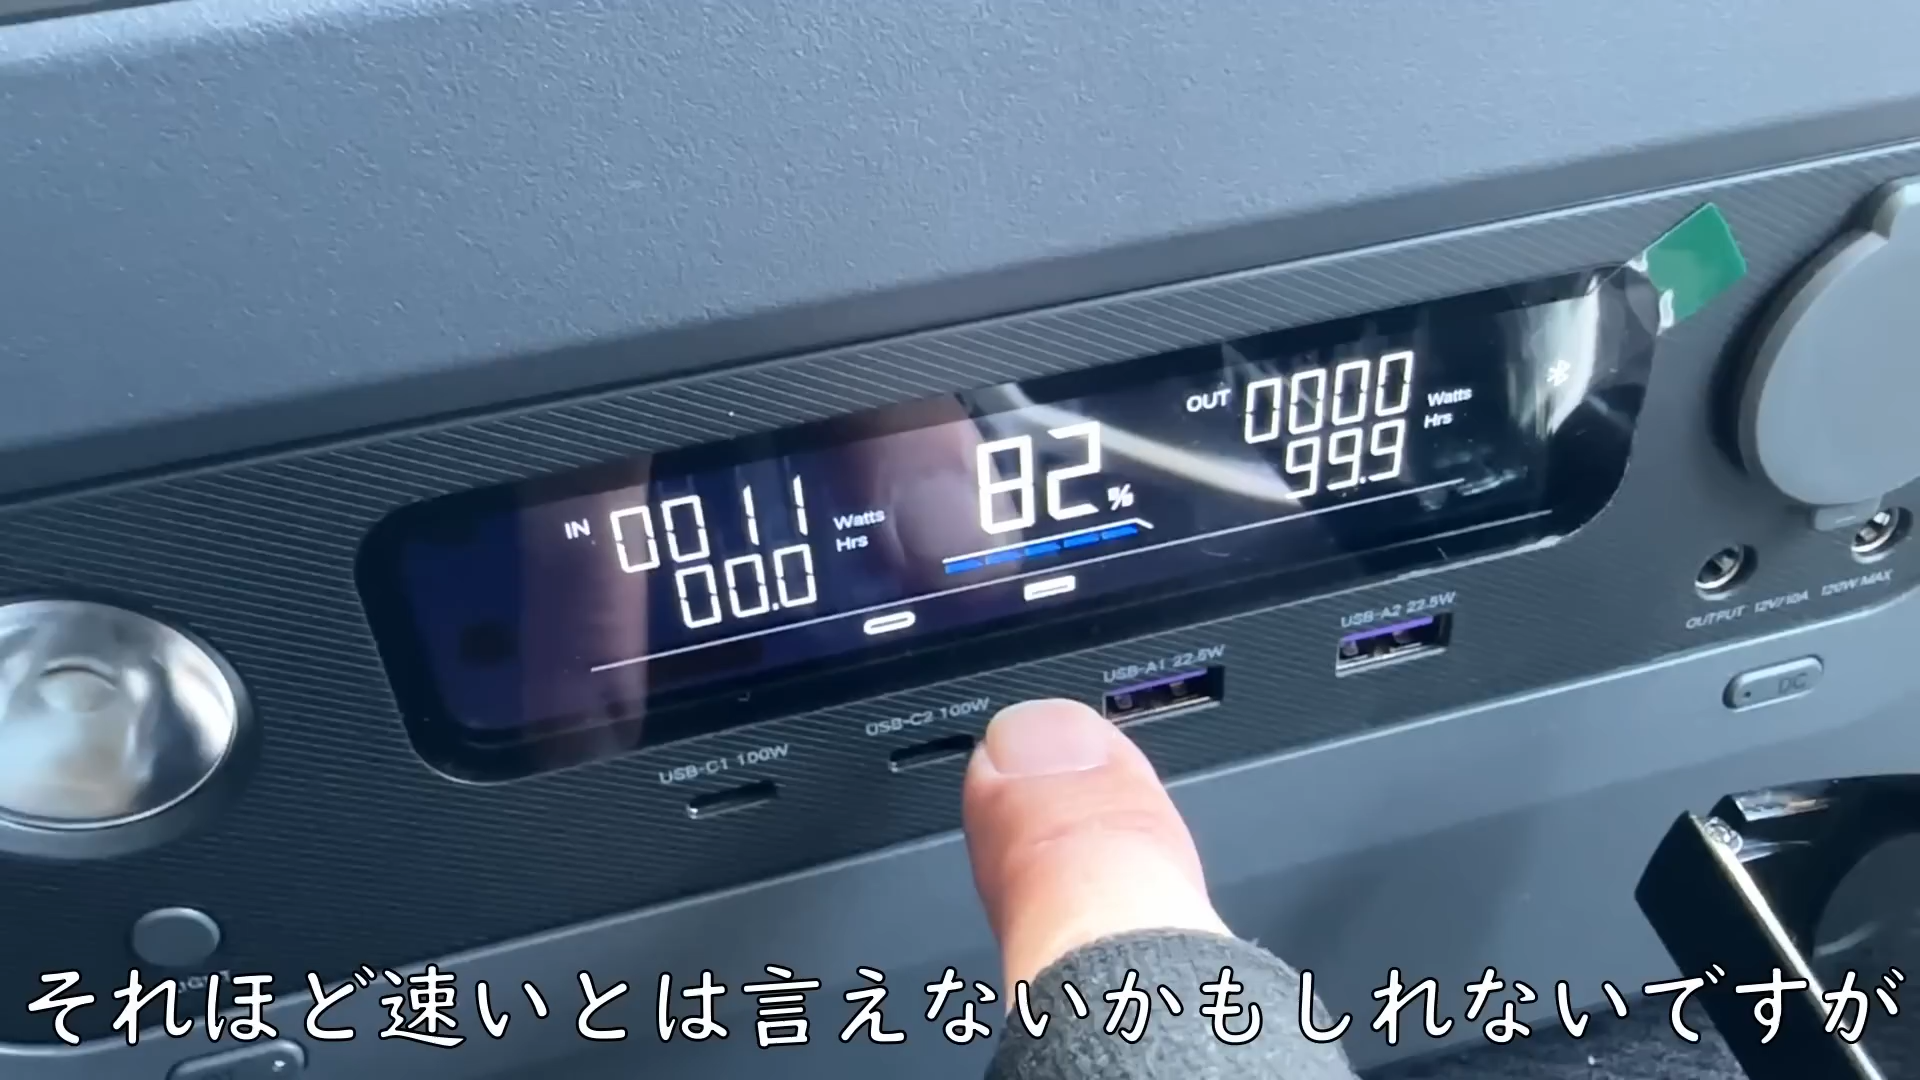 OUT 0000 Watts
99.9 Hrs
82%
IN 0011 Watts
00.0 Hrs
USB-A2 22.5W
USB-A1 22.5W
USB-C2 100W
USB-C1 100W
OUTPUT 12V/10A 120W MAX
DC
それほど速いとは言えないかもしれないですが